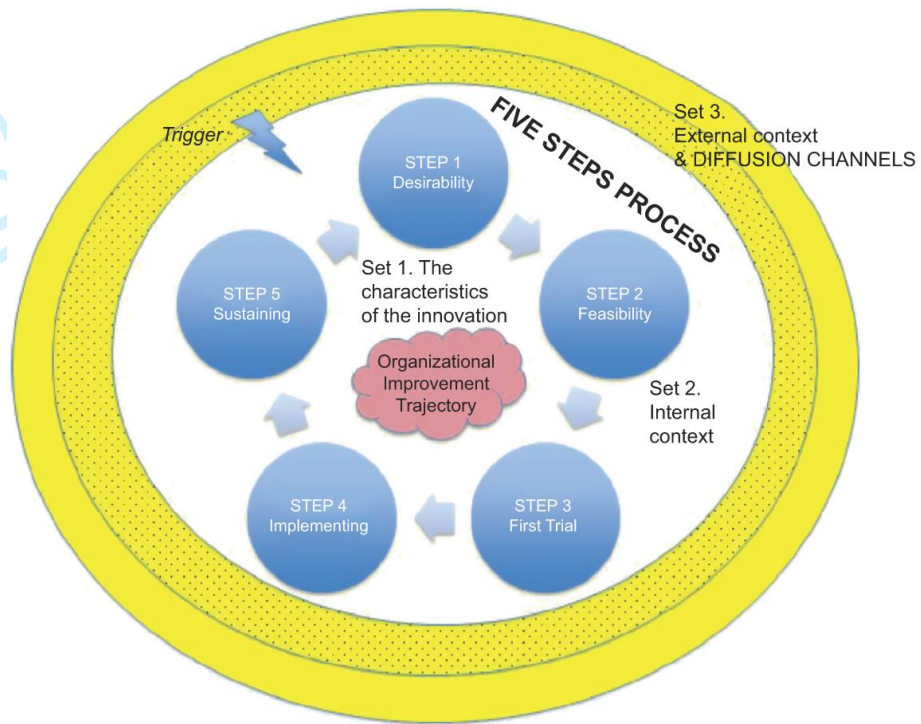 Trigger
FIVE STEPS PROCESS
Set 3.
External context
& DIFFUSION CHANNELS
STEP 1
Desirability
STEP 2
Feasibility
STEP 3
First Trial
STEP 4
Implementing
STEP 5
Sustaining
Set 1. The
characteristics
of the innovation
Organizational
Improvement
Trajectory
Set 2.
Internal
context